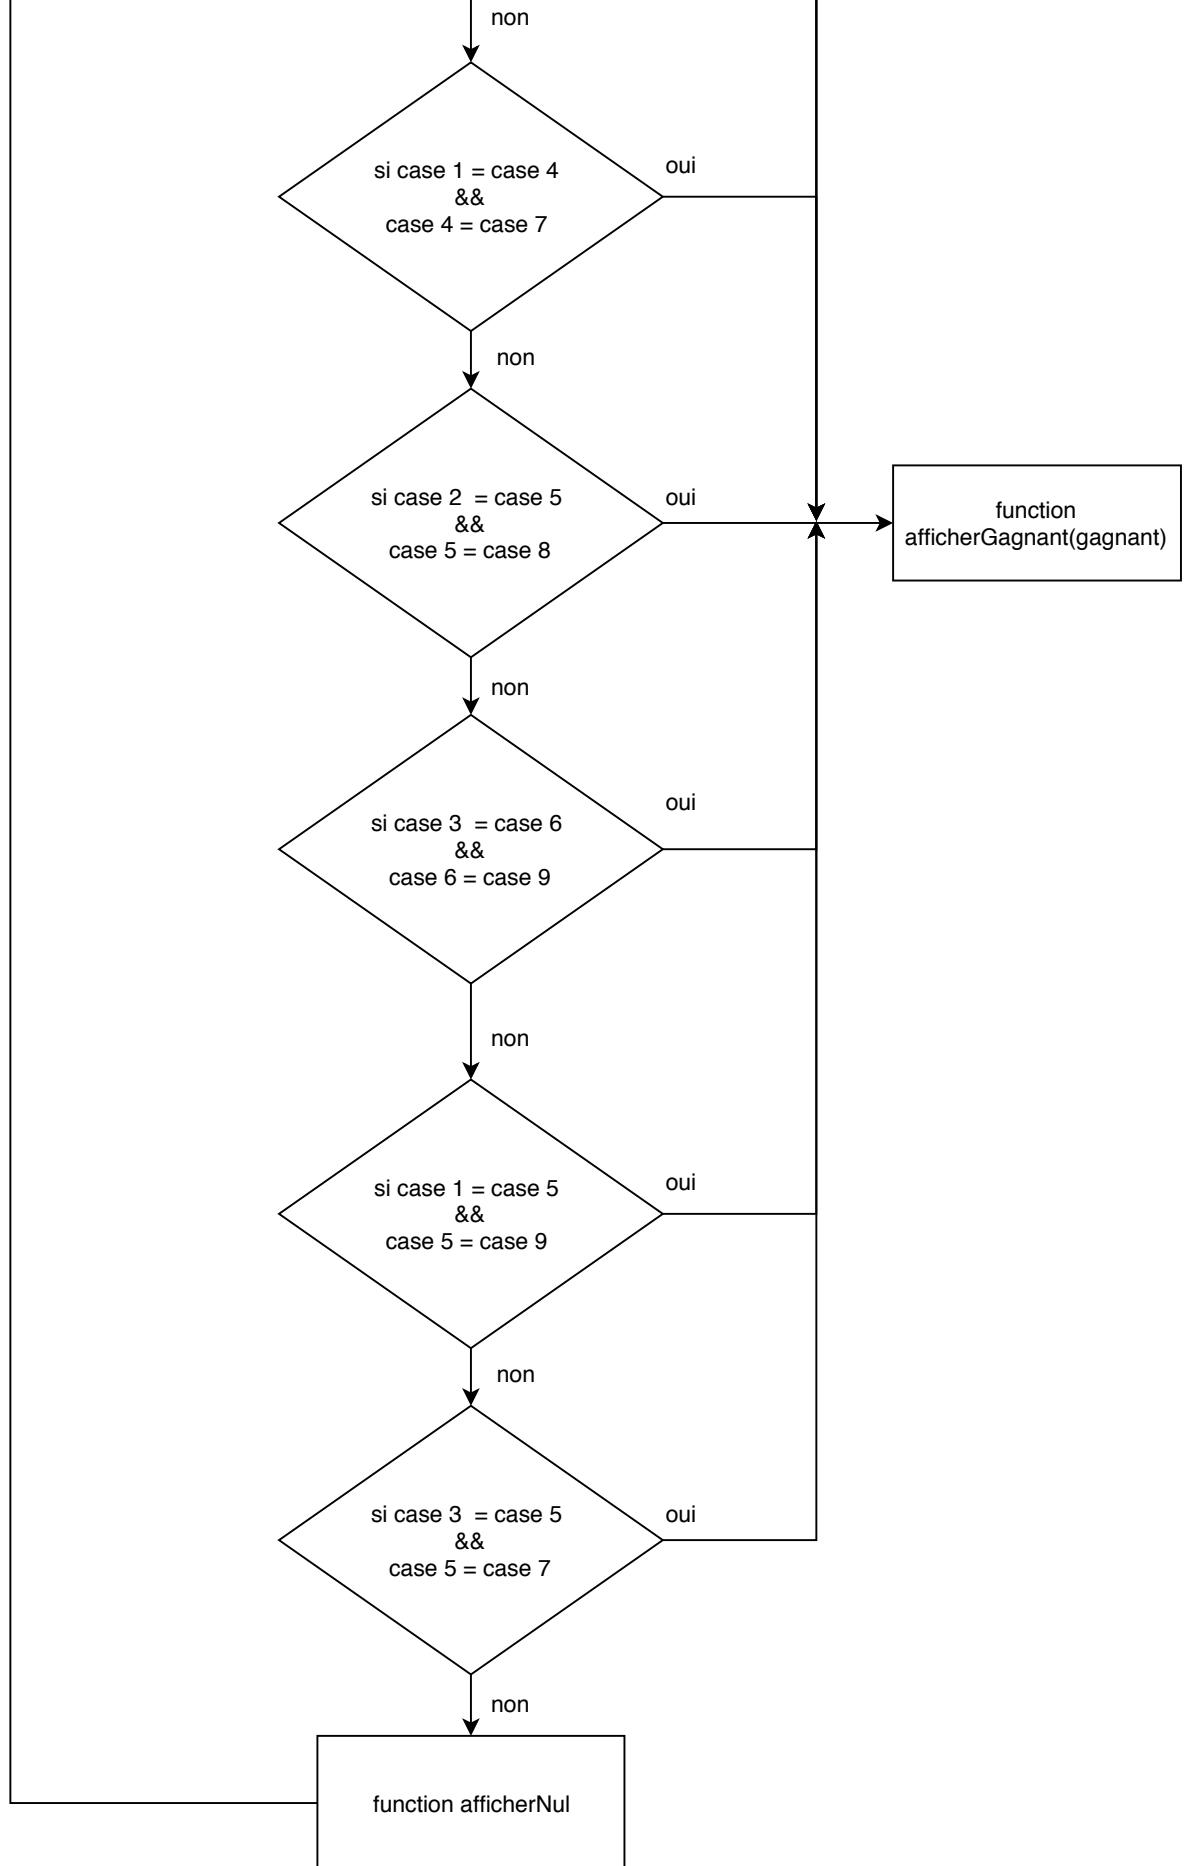 non
si case 1 = case 4
&&
case 4 = case 7
oui
non
si case 2  = case 5
&&
case 5 = case 8
oui
function
afficherGagnant(gagnant)
non
si case 3  = case 6
&&
case 6 = case 9
oui
non
si case 1 = case 5
&&
case 5 = case 9
oui
non
si case 3  = case 5
&&
case 5 = case 7
oui
non
function afficherNul